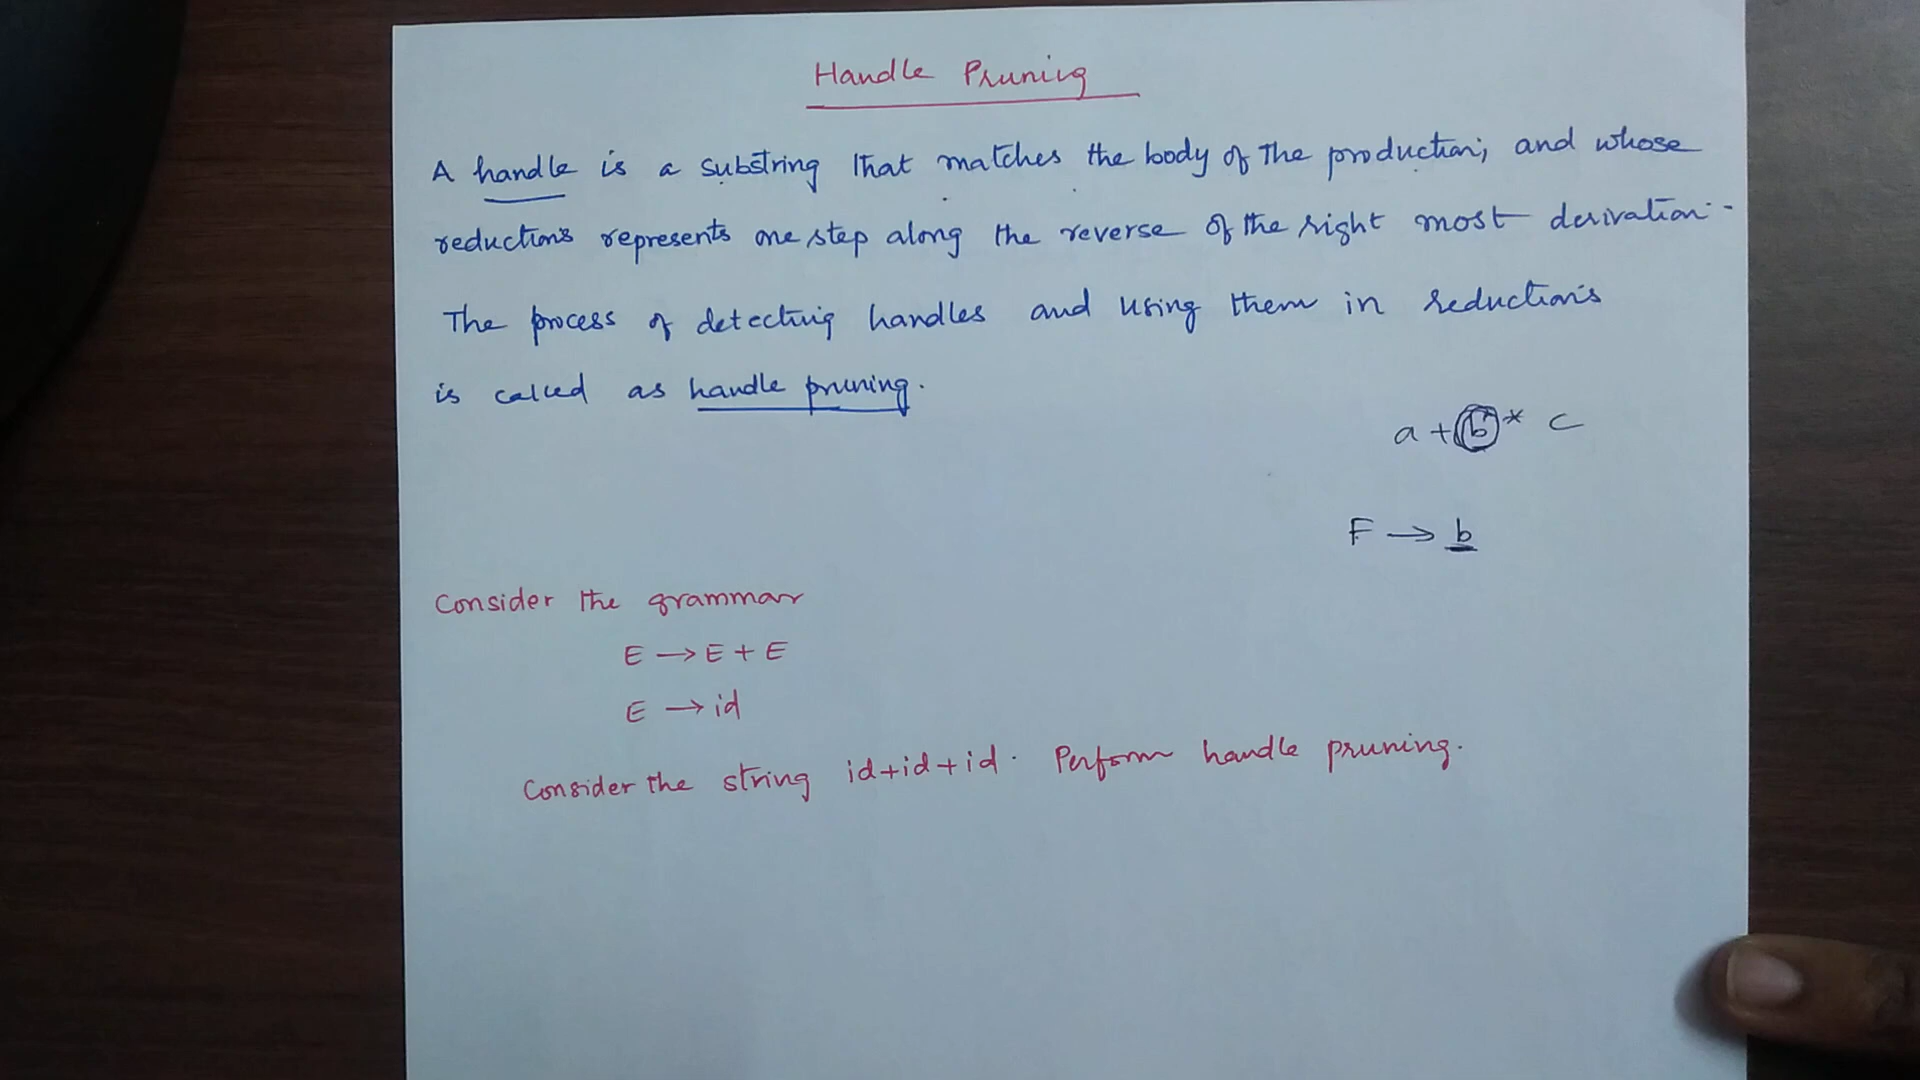 Handle Pruning
A handle is a substring that matches the body of the production; and whose
reductions represents one step along the reverse of the right most derivation.
The process of detecting handles and using them in reductions
is called as handle pruning.
a + b * c
F → b
Consider the grammar
E → E + E
E → id
Consider the string id+id+id. Perform handle pruning.